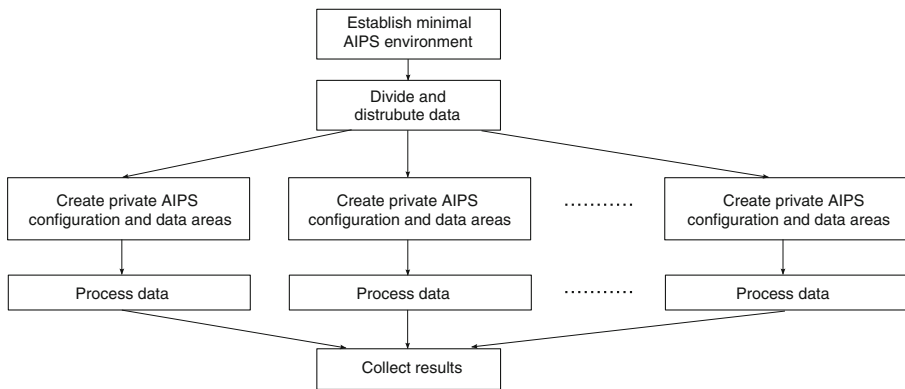 Establish minimal
AIPS environment
Divide and
distrubute data
Create private AIPS
configuration and data areas
Create private AIPS
configuration and data areas
...........
Create private AIPS
configuration and data areas
Process data
Process data
...........
Process data
Collect results